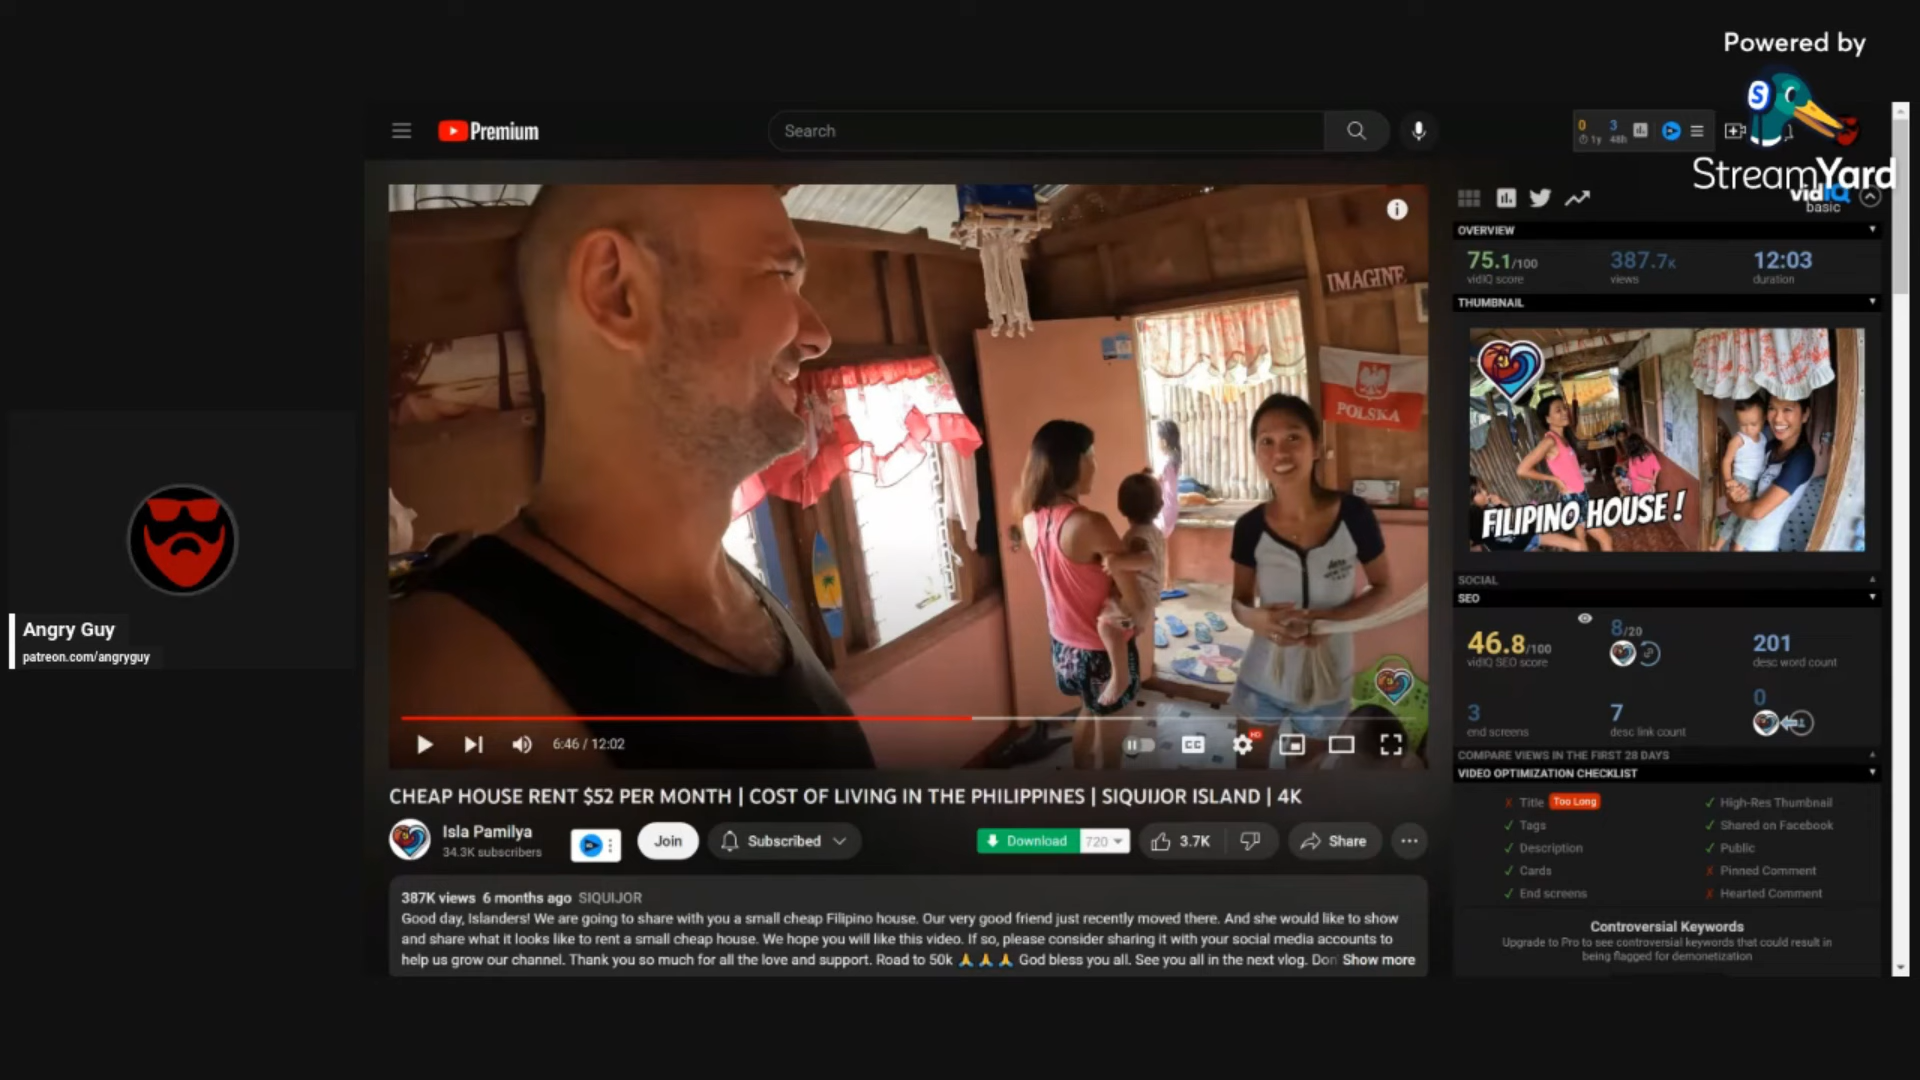 Powered by
StreamYard
Premium
Search
0 3
1y 48h
vidIQ
basic
OVERVIEW
75.1/100
vidIQ score
387.7K
views
12:03
duration
THUMBNAIL
FILIPINO HOUSE !
IMAGINE
POLSKA
SOCIAL
SEO
46.8/100
vidIQ SEO score
8/20
201
desc word count
3
end screens
7
desc link count
0
COMPARE VIEWS IN THE FIRST 28 DAYS
VIDEO OPTIMIZATION CHECKLIST
Title Too Long
High-Res Thumbnail
Tags
Shared on Facebook
Description
Public
Cards
Pinned Comment
End screens
Hearted Comment
Controversial Keywords
Upgrade to Pro to see controversial keywords that could result in
being flagged for demonetization
Angry Guy
patreon.com/angryguy
6:46 / 12:02
CC
HD
CHEAP HOUSE RENT $52 PER MONTH | COST OF LIVING IN THE PHILIPPINES | SIQUIJOR ISLAND | 4K
Isla Pamilya
34.3K subscribers
Join
Subscribed
Download 720
3.7K
Share
387K views 6 months ago SIQUIJOR
Good day, Islanders! We are going to share with you a small cheap Filipino house. Our very good friend just recently moved there. And she would like to show
and share what it looks like to rent a small cheap house. We hope you will like this video. If so, please consider sharing it with your social media accounts to
help us grow our channel. Thank you so much for all the love and support. Road to 50k 🙏 🙏 🙏 God bless you all. See you all in the next vlog. Don Show more